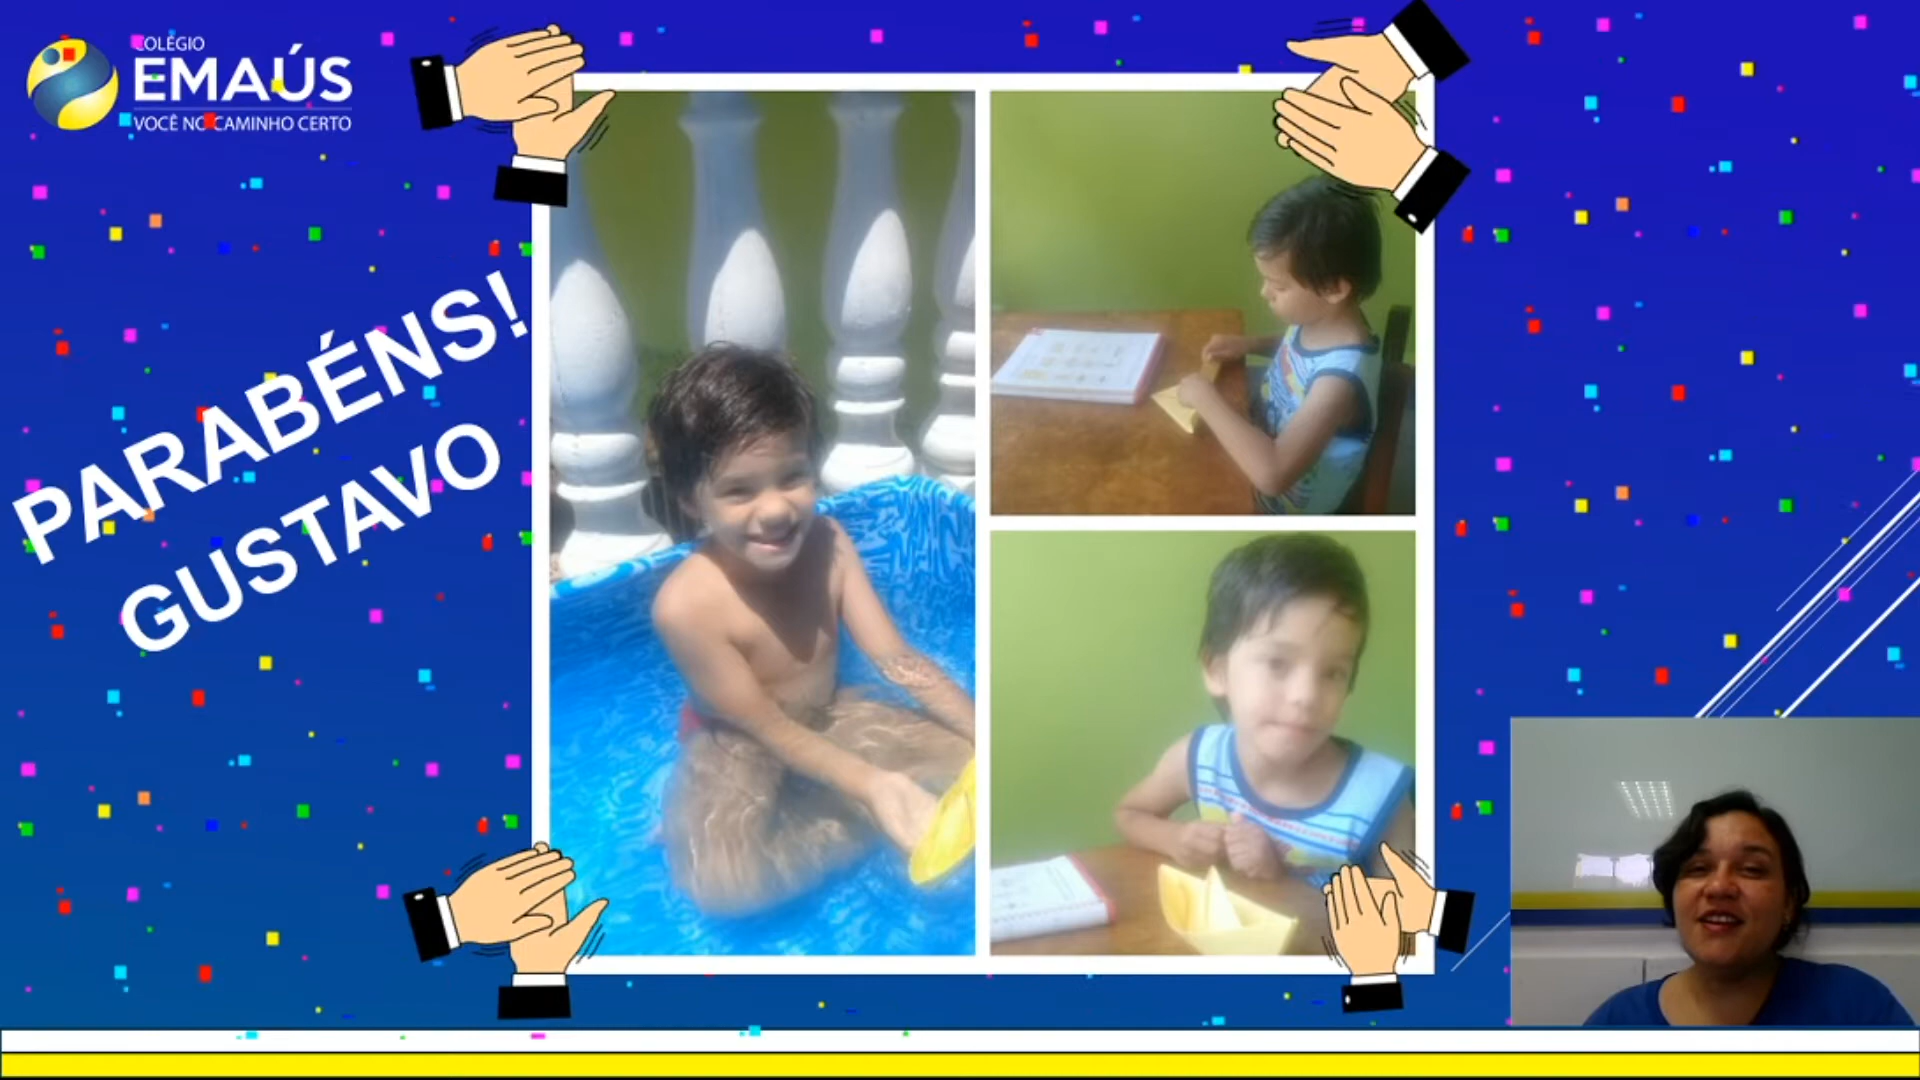 COLÉGIO
EMAÚS
VOCÊ NO CAMINHO CERTO
PARABÉNS!
GUSTAVO